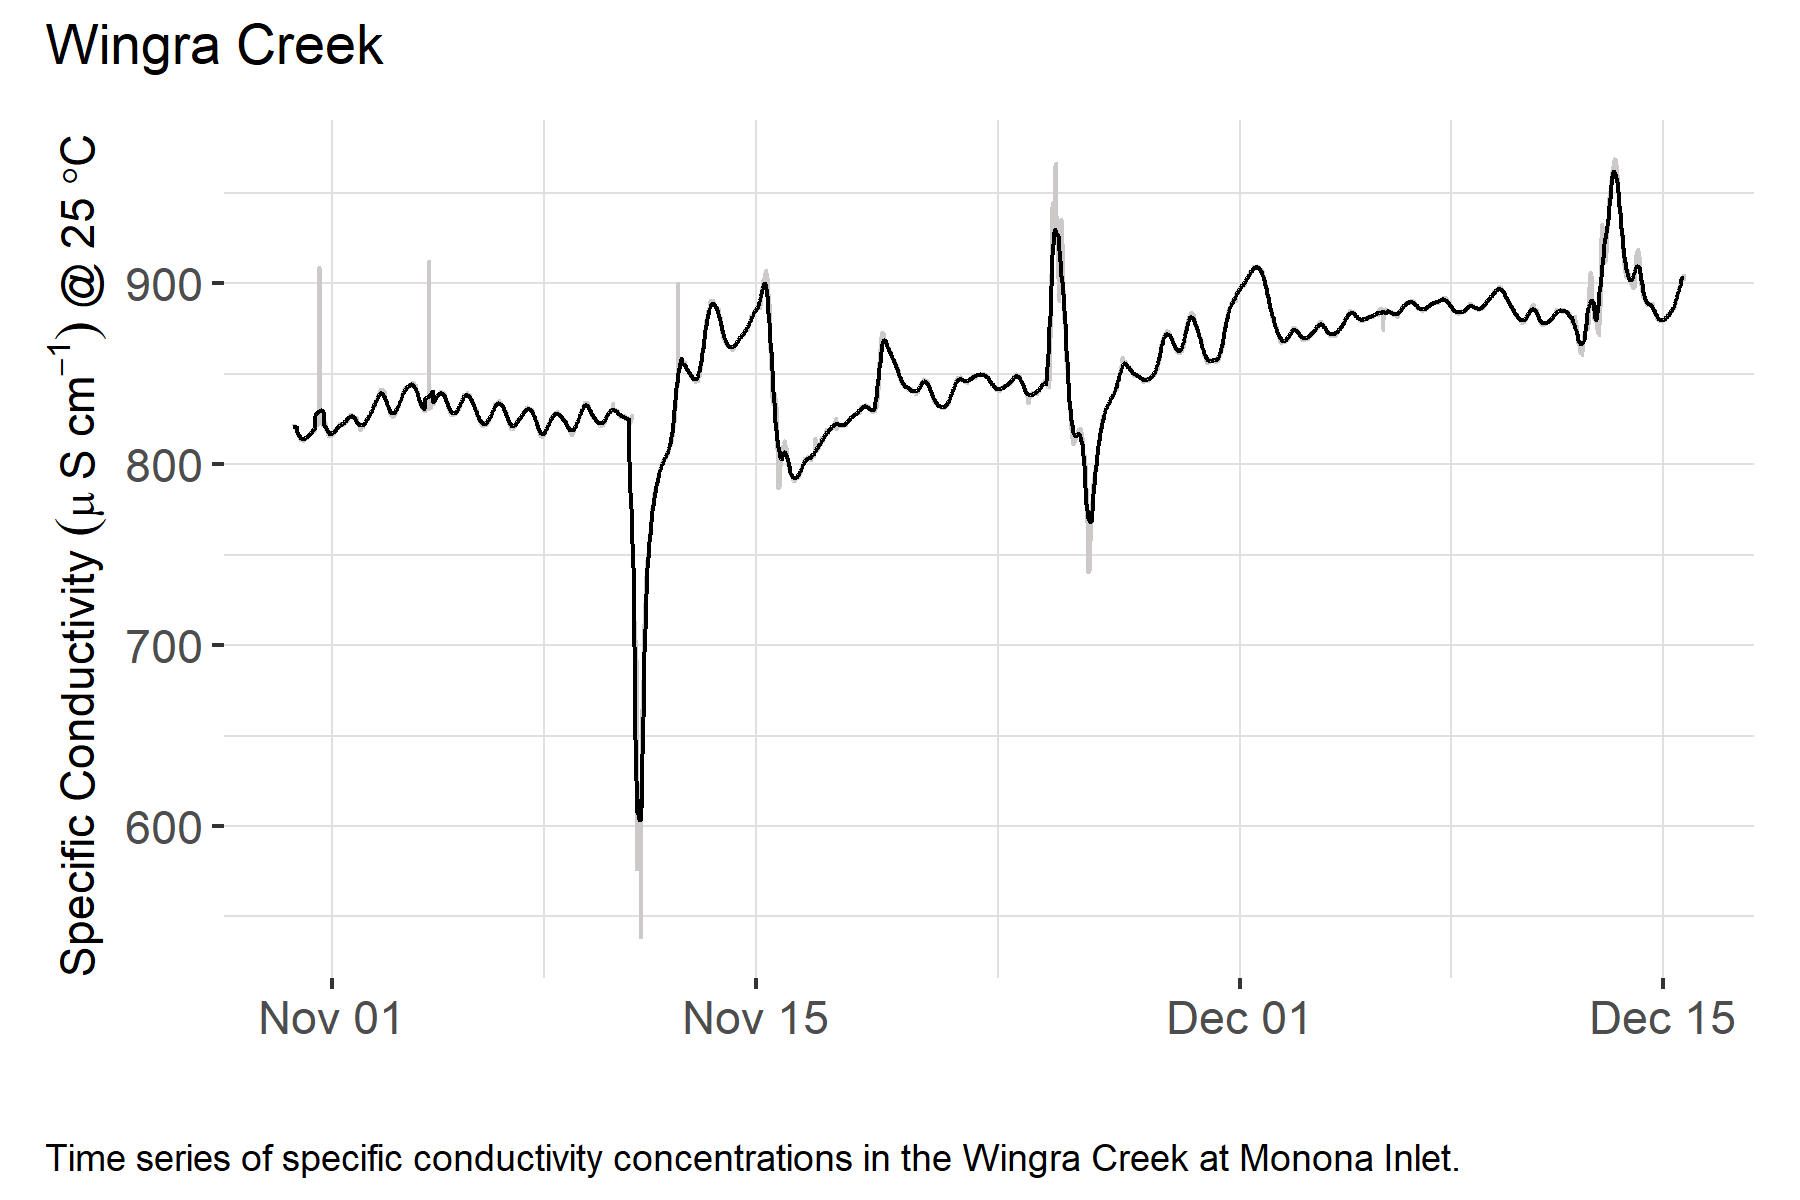 Wingra Creek
Specific Conductivity (μ S cm⁻¹) @ 25 °C
900
800
700
600
Nov 01 Nov 15 Dec 01 Dec 15
Time series of specific conductivity concentrations in the Wingra Creek at Monona Inlet.